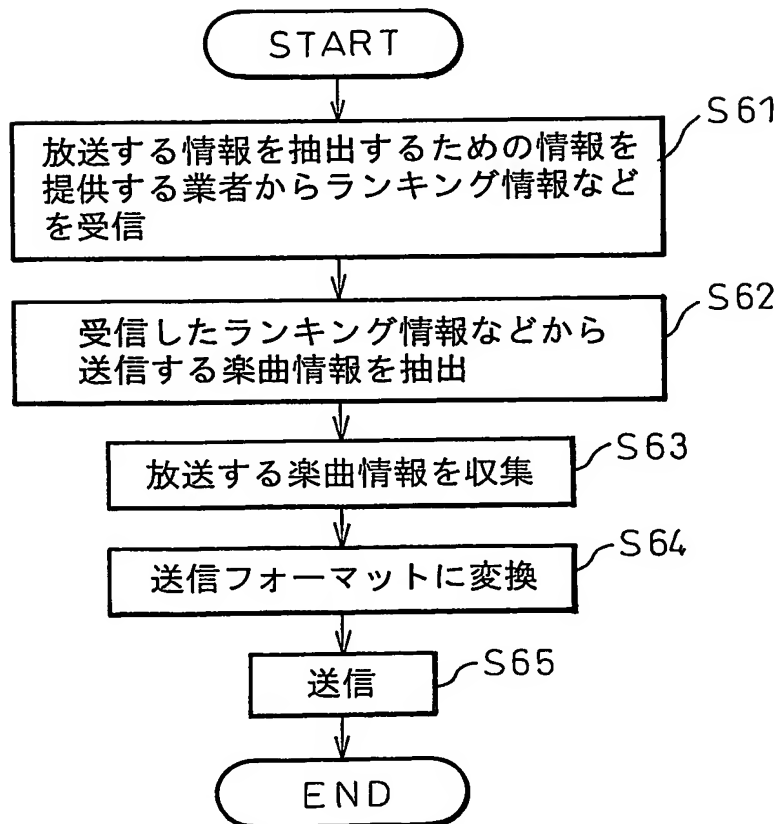 START
S61
放送する情報を抽出するための情報を
提供する業者からランキング情報など
を受信
S62
受信したランキング情報などから
送信する楽曲情報を抽出
S63
放送する楽曲情報を収集
S64
送信フォーマットに変換
S65
送信
END